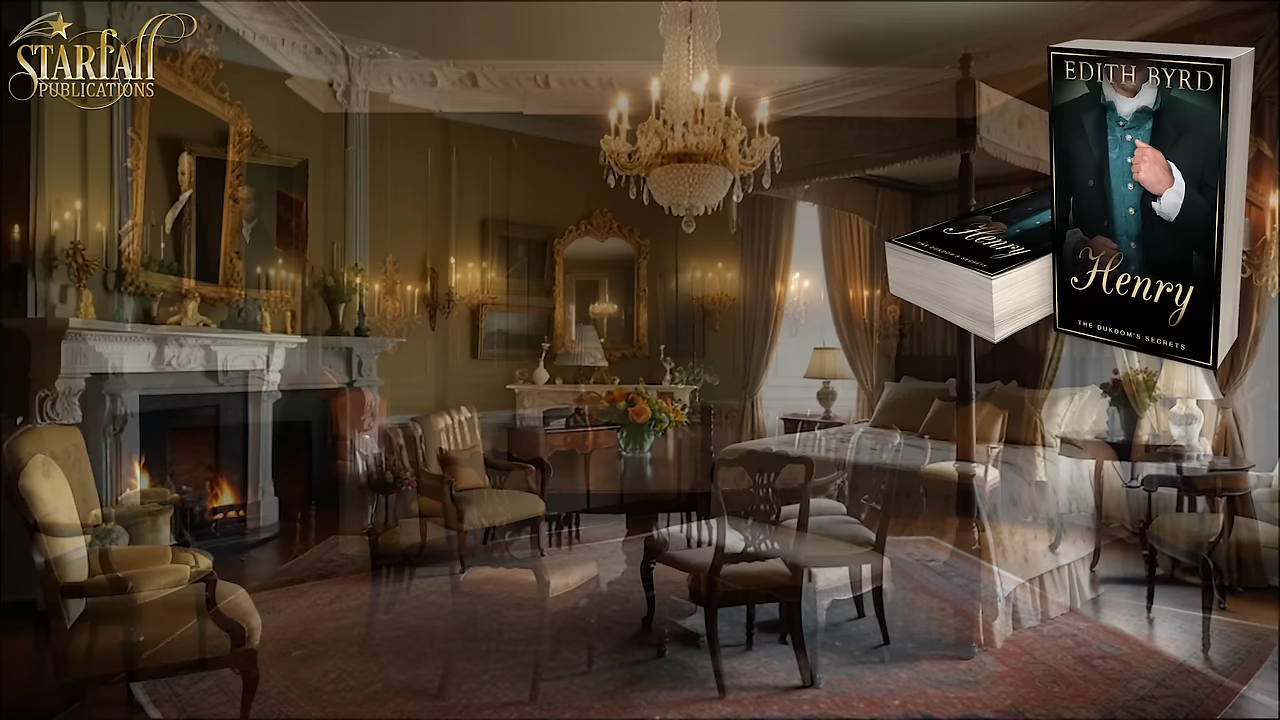 STARfall
PUBLICATIONS
EDITH BYRD
Henry
THE DUKDOM'S SECRETS
Henry
THE DUKDOM'S SECRETS